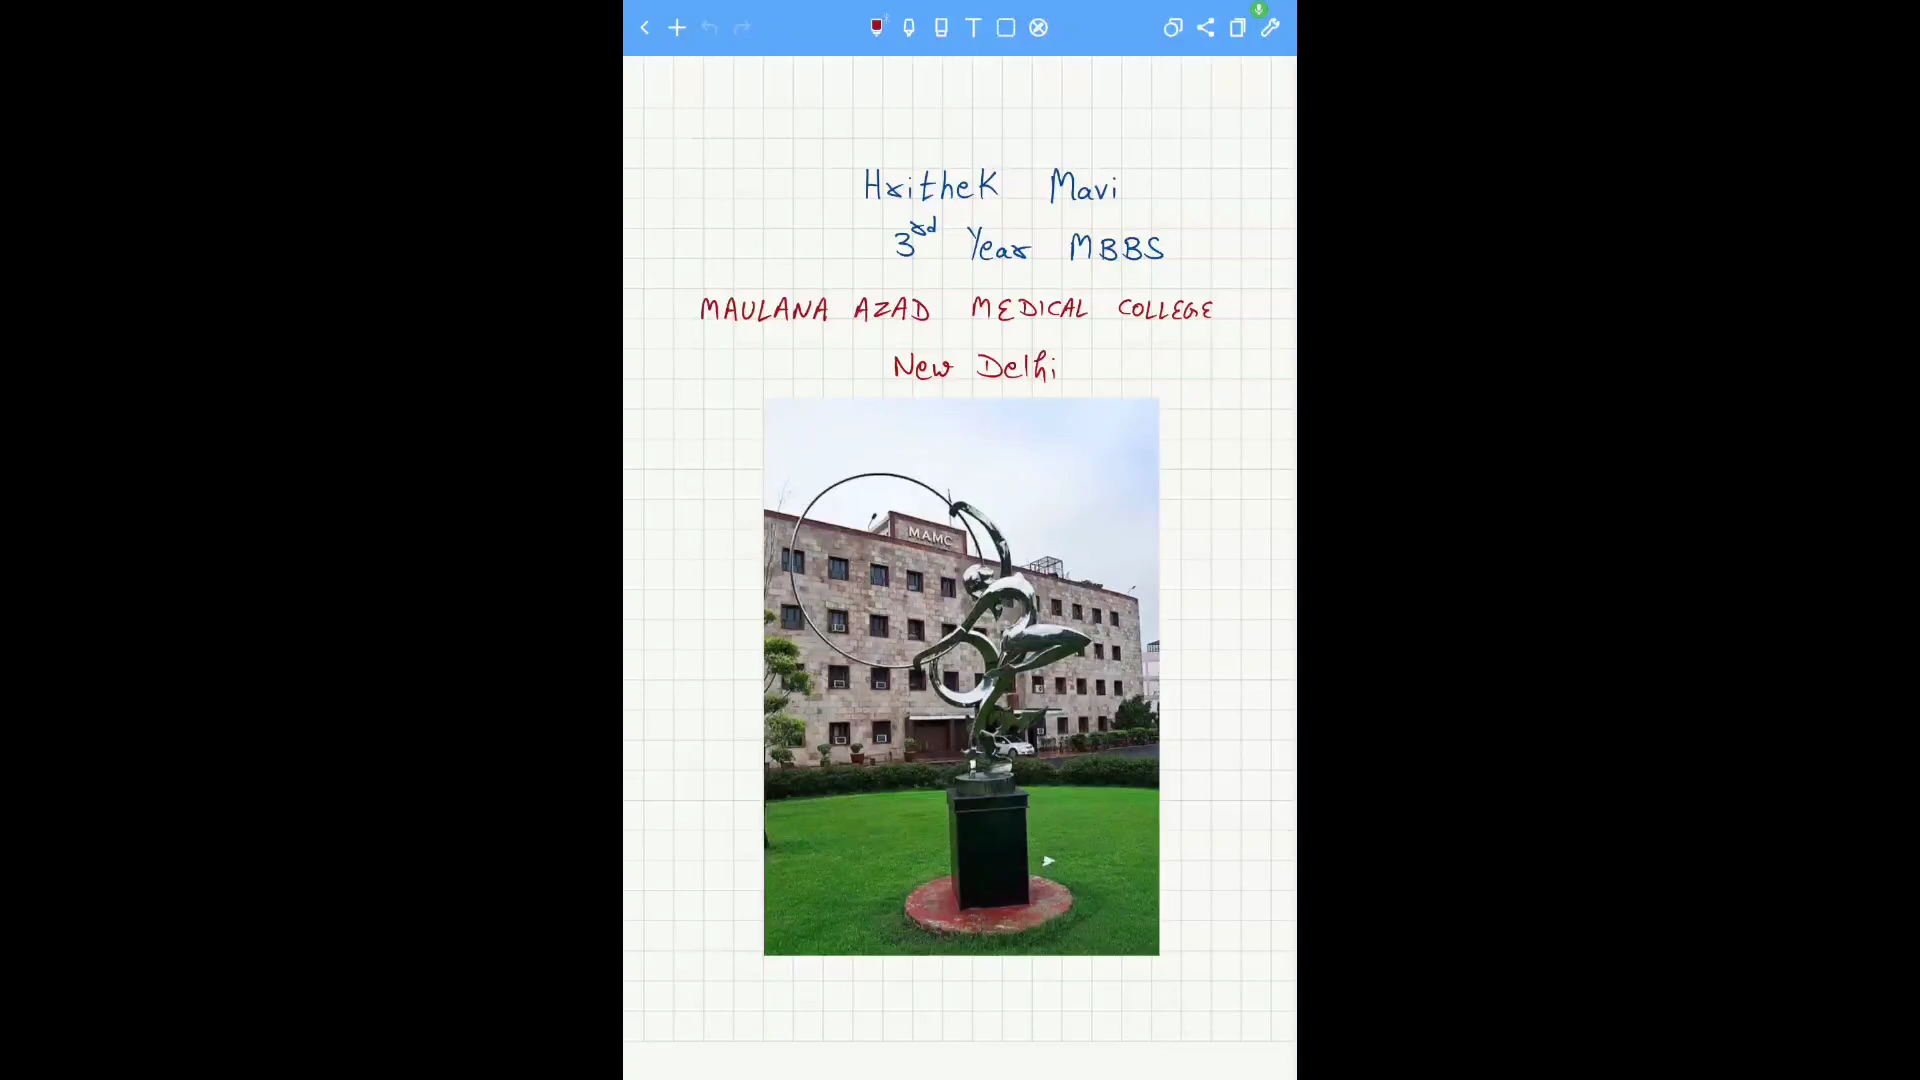 Hrithek Mavi
3rd Year MBBS
MAULANA AZAD MEDICAL COLLEGE
New Delhi
MAMC